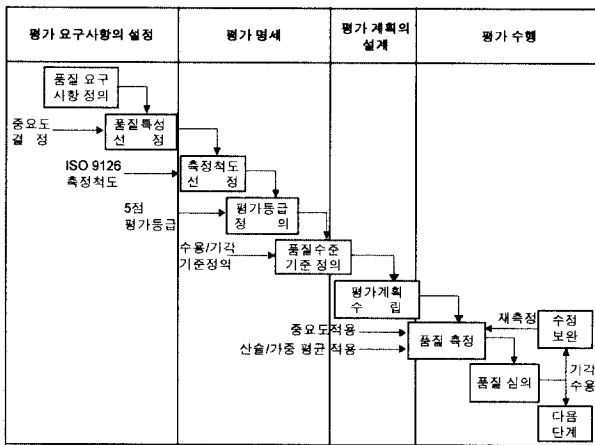 평가 요구사항의 설정
평가 명세
평가 계획의
설계
평가 수행
품질 요구
사항 정의
중요도
결 정
품질특성
선 정
ISO 9126
측정척도
측정척도
선 정
5점
평가등급
평가등급
정 의
수용/기각
기준정의
품질수준
기준 정의
평가계획
수 립
중요도적용
산술/가중 평균 적용
품질 측정
재측정
수정
보완
품질 심의
기각
수용
다음
단계